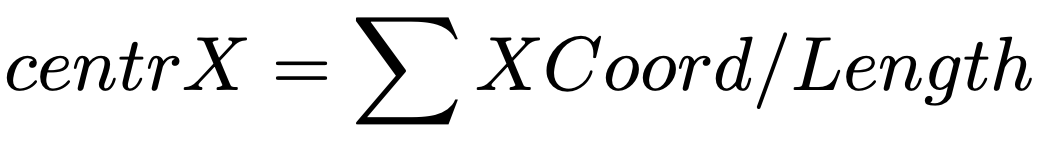 centrX = ∑ XCoord/Length